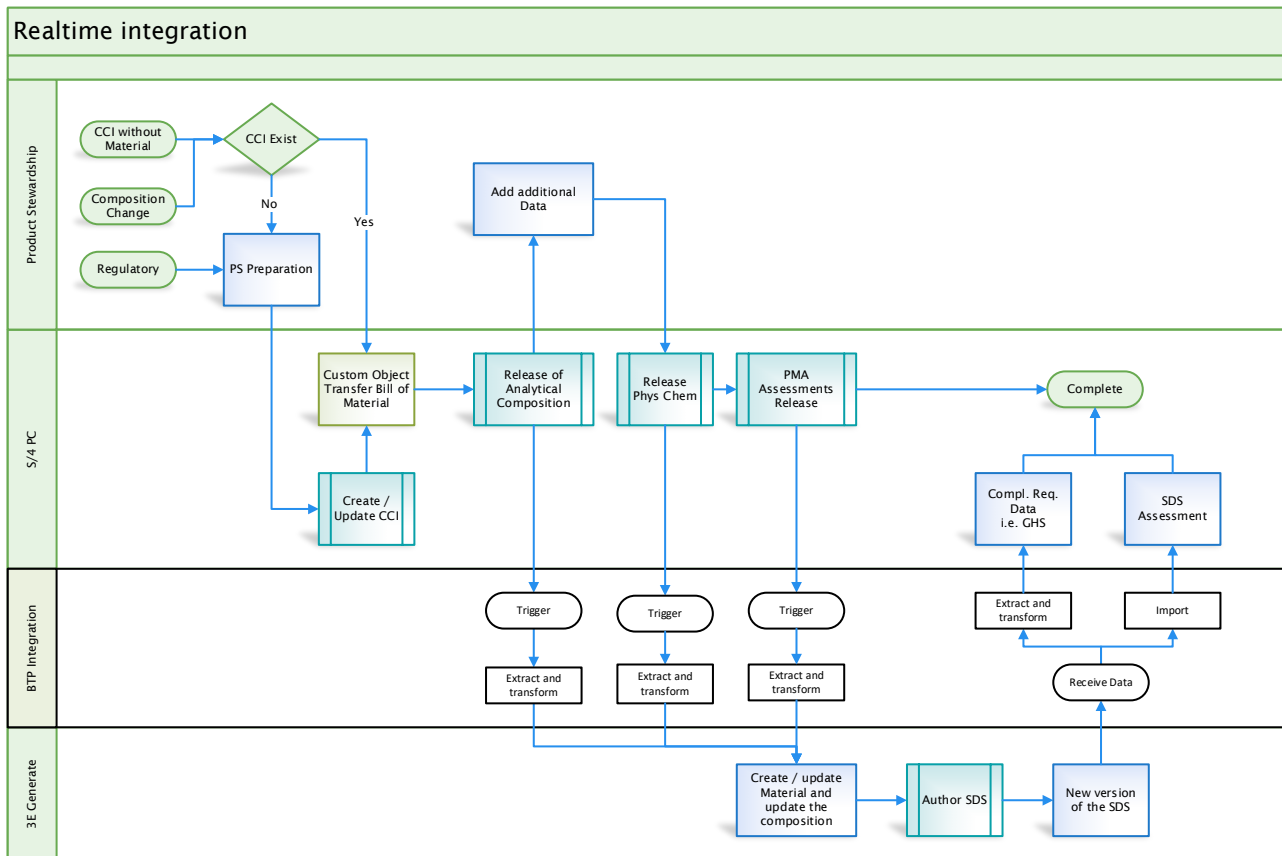 Realtime integration
Product Stewardship
CCI without
Material
CCI Exist
Composition
Change
No
Yes
Regulatory
PS Preparation
Add additional
Data
S/4 PC
Custom Object
Transfer Bill of
Material
Release of
Analytical
Composition
Release
Phys Chem
PMA
Assessments
Release
Complete
Create /
Update CCI
Compl. Req.
Data
i.e. GHS
SDS
Assessment
BTP Integration
Trigger
Trigger
Trigger
Extract and
transform
Import
Extract and
transform
Extract and
transform
Extract and
transform
Receive Data
3E Generate
Create / update
Material and
update the
composition
Author SDS
New version
of the SDS